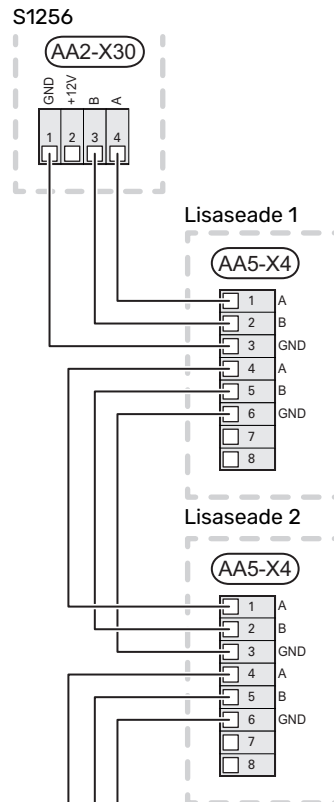 S1256
AA2-X30
GND +12V B A
1 2 3 4
Lisaseade 1
AA5-X4
1 A
2 B
3 GND
4 A
5 B
6 GND
7
8
Lisaseade 2
AA5-X4
1 A
2 B
3 GND
4 A
5 B
6 GND
7
8